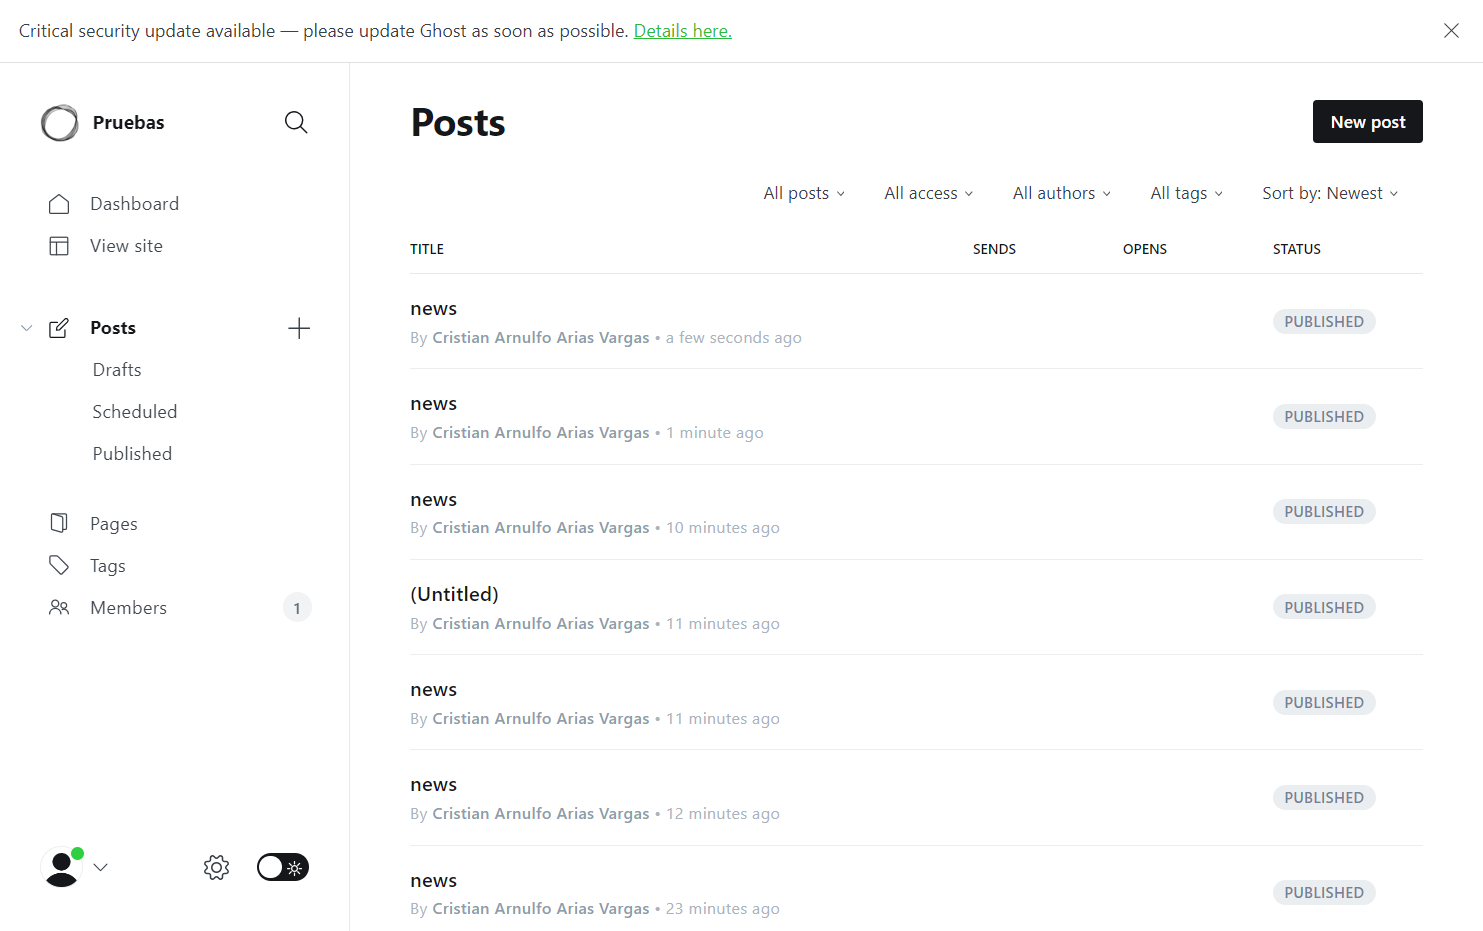 Critical security update available — please update Ghost as soon as possible. Details here.
Pruebas
Dashboard
View site
Posts
Drafts
Scheduled
Published
Pages
Tags
Members 1
Posts
New post
All posts All access All authors All tags Sort by: Newest
TITLE SENDS OPENS STATUS
news
By Cristian Arnulfo Arias Vargas • a few seconds ago
PUBLISHED
news
By Cristian Arnulfo Arias Vargas • 1 minute ago
PUBLISHED
news
By Cristian Arnulfo Arias Vargas • 10 minutes ago
PUBLISHED
(Untitled)
By Cristian Arnulfo Arias Vargas • 11 minutes ago
PUBLISHED
news
By Cristian Arnulfo Arias Vargas • 11 minutes ago
PUBLISHED
news
By Cristian Arnulfo Arias Vargas • 12 minutes ago
PUBLISHED
news
By Cristian Arnulfo Arias Vargas • 23 minutes ago
PUBLISHED